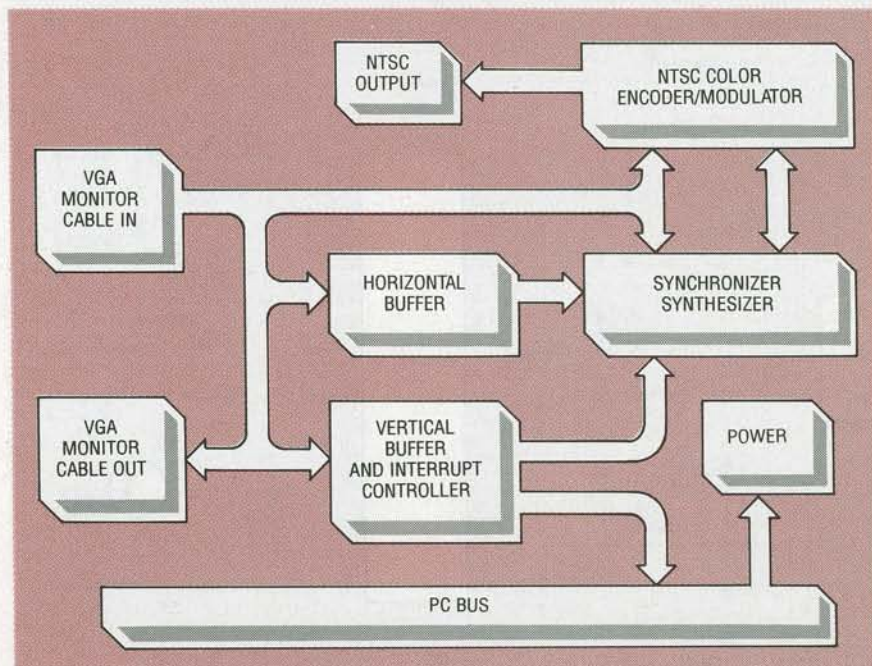 NTSC
OUTPUT
NTSC COLOR
ENCODER/MODULATOR
VGA
MONITOR
CABLE IN
HORIZONTAL
BUFFER
SYNCHRONIZER
SYNTHESIZER
VGA
MONITOR
CABLE OUT
VERTICAL
BUFFER
AND INTERRUPT
CONTROLLER
POWER
PC BUS